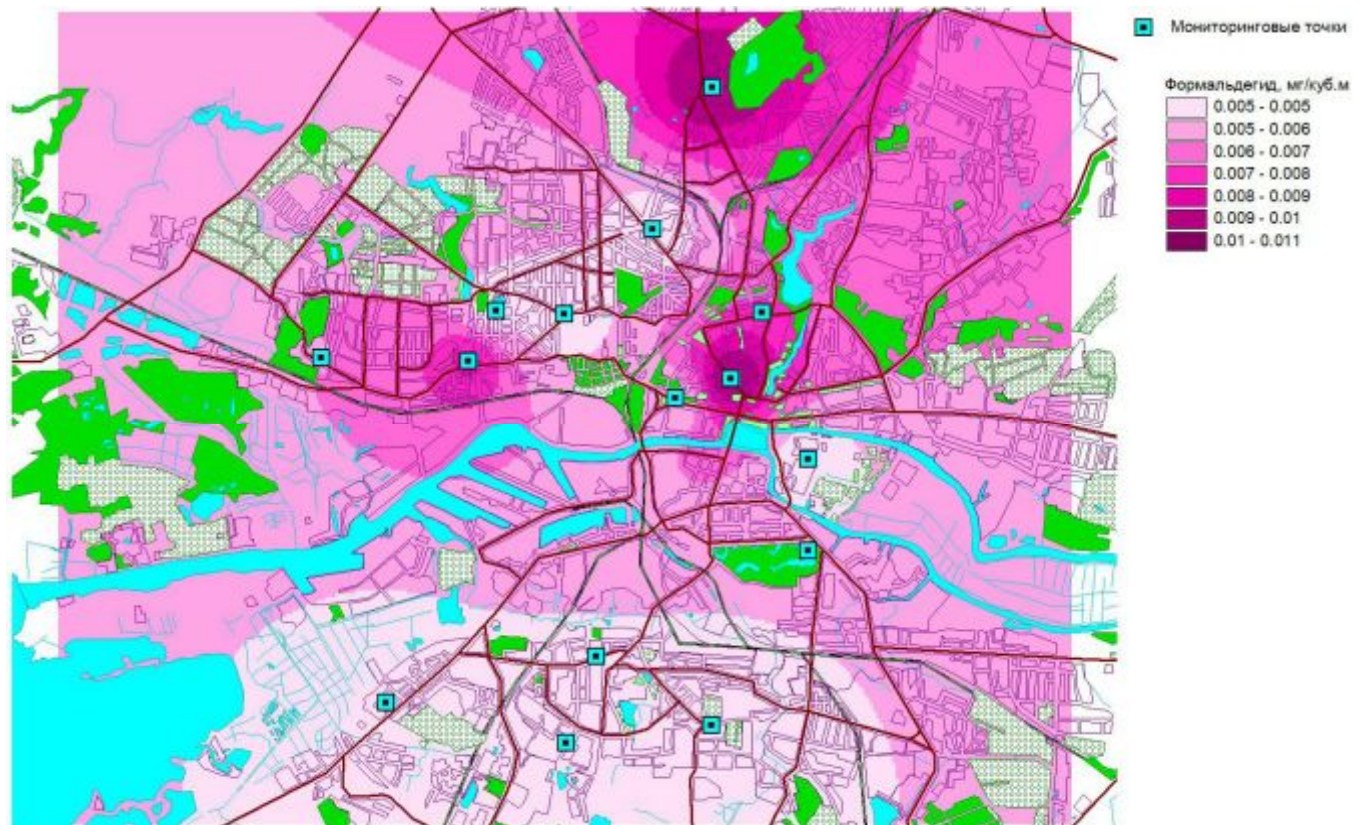 Мониторинговые точки
Формальдегид, мг/куб.м
0.005 - 0.005
0.005 - 0.006
0.006 - 0.007
0.007 - 0.008
0.008 - 0.009
0.009 - 0.01
0.01 - 0.011